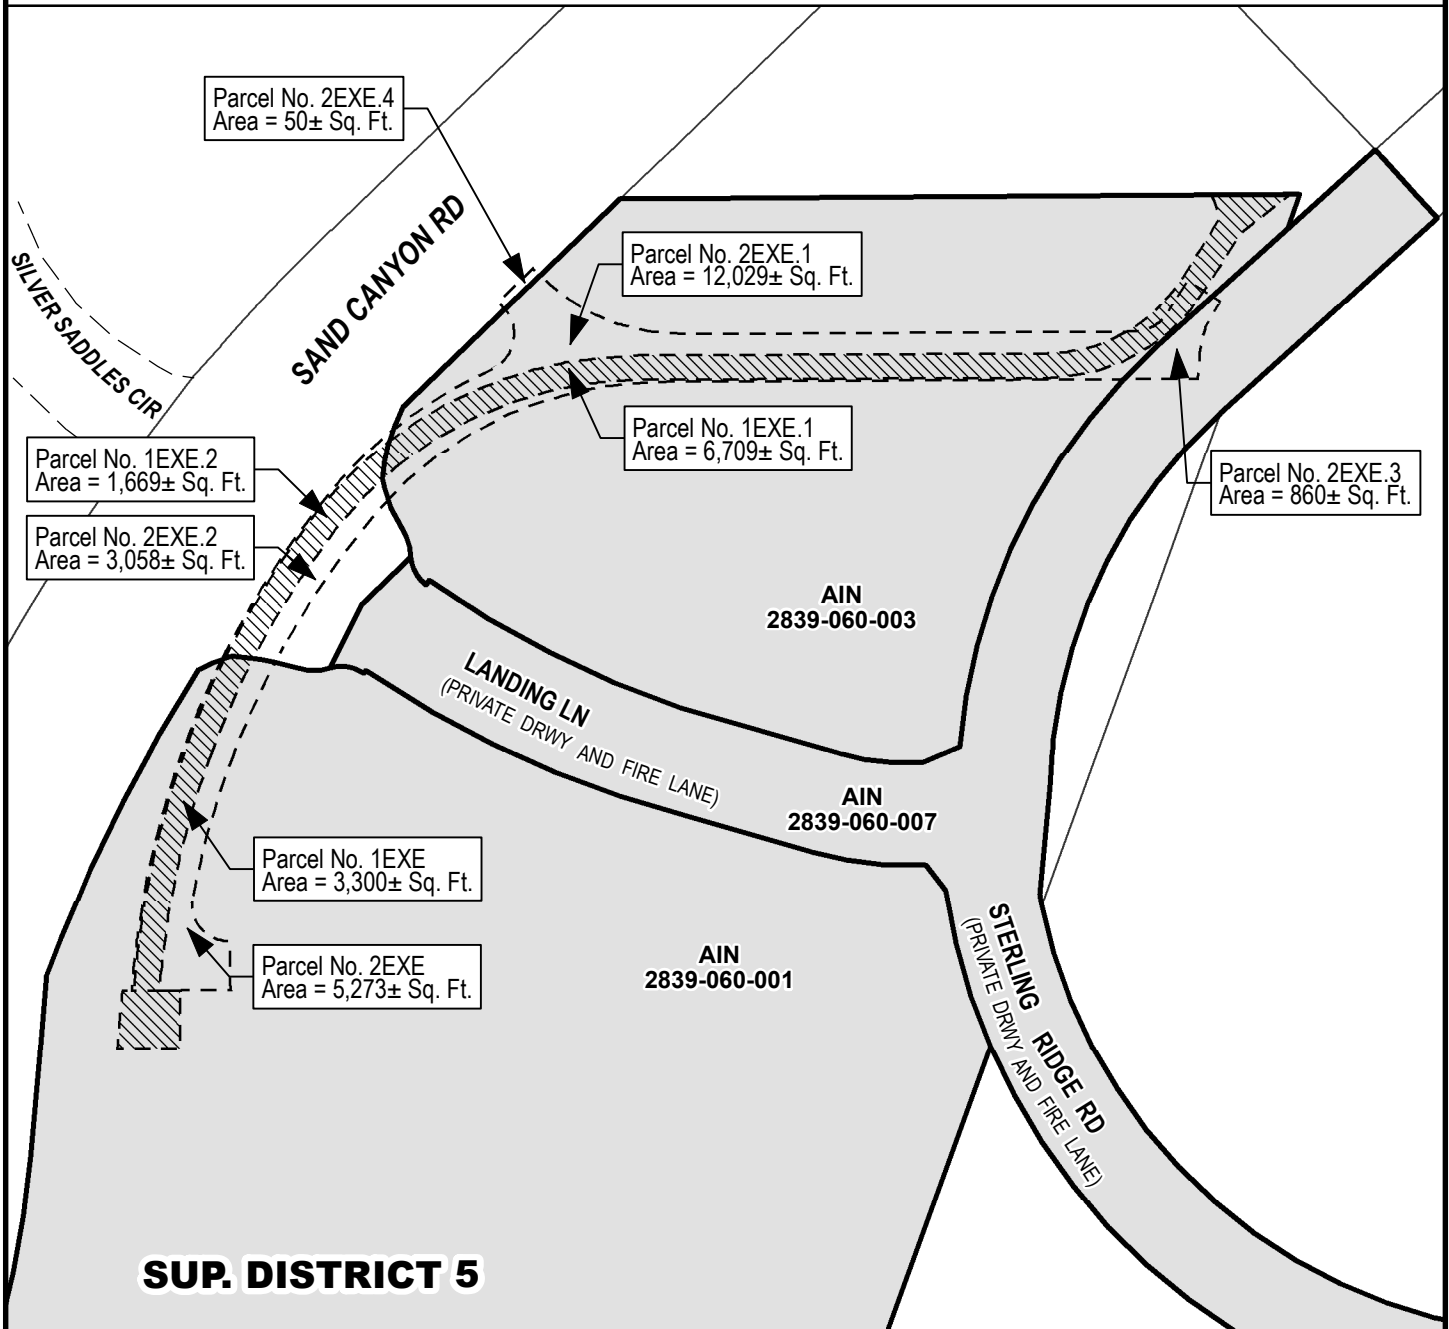 Parcel No. 2EXE.4
Area = 50± Sq. Ft.
SAND CANYON RD
SILVER SADDLES CIR
Parcel No. 2EXE.1
Area = 12,029± Sq. Ft.
Parcel No. 1EXE.1
Area = 6,709± Sq. Ft.
Parcel No. 1EXE.2
Area = 1,669± Sq. Ft.
Parcel No. 2EXE.3
Area = 860± Sq. Ft.
Parcel No. 2EXE.2
Area = 3,058± Sq. Ft.
AIN
2839-060-003
LANDING LN
(PRIVATE DRWY AND FIRE LANE)
AIN
2839-060-007
Parcel No. 1EXE
Area = 3,300± Sq. Ft.
Parcel No. 2EXE
Area = 5,273± Sq. Ft.
AIN
2839-060-001
STERLING RIDGE RD
(PRIVATE DRWY AND FIRE LANE)
SUP. DISTRICT 5